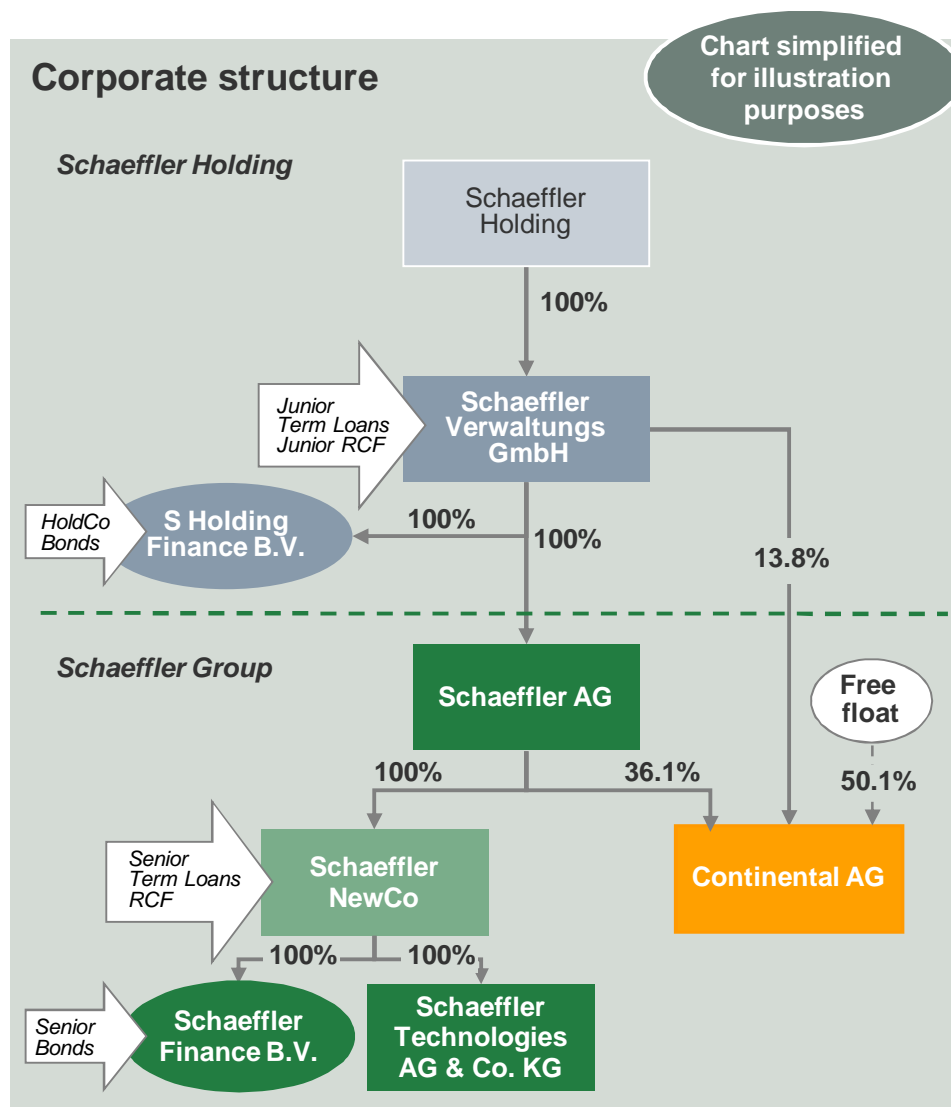 Chart simplified
for illustration
purposes
Corporate structure
Schaeffler Holding
Schaeffler
Holding
100%
Junior
Term Loans
Junior RCF
Schaeffler
Verwaltungs
GmbH
HoldCo
Bonds
S Holding
Finance B.V.
100%
100%
13.8%
Schaeffler Group
Schaeffler AG
Free
float
100%
36.1%
50.1%
Senior
Term Loans
RCF
Schaeffler
NewCo
Continental AG
100%
100%
Senior
Bonds
Schaeffler
Finance B.V.
Schaeffler
Technologies
AG & Co. KG